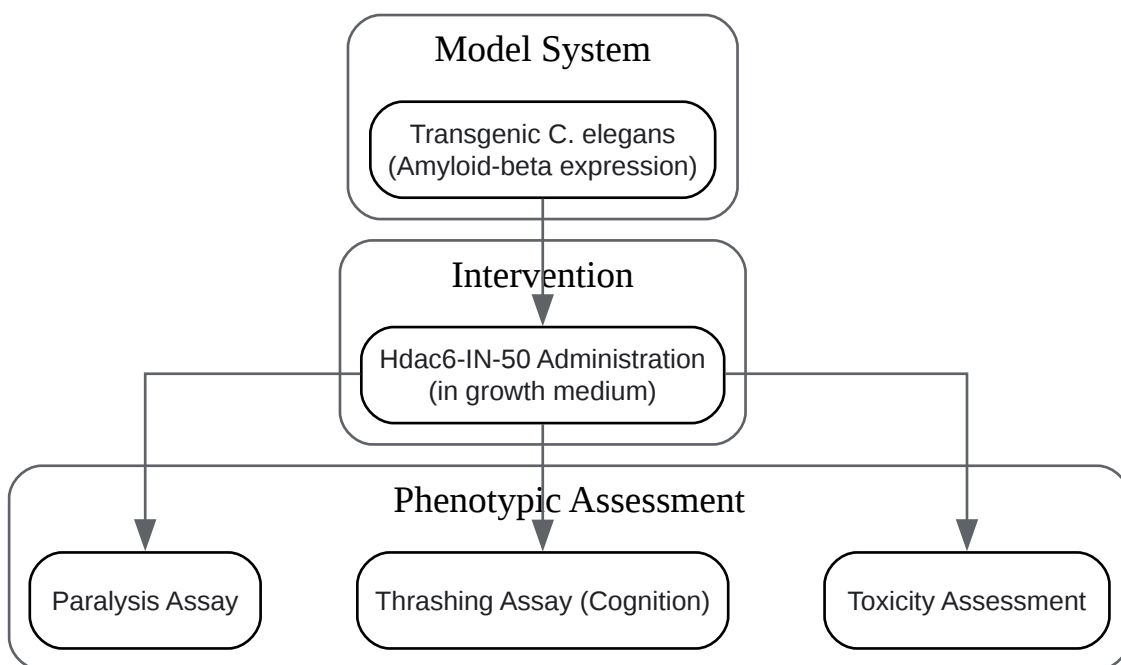 Model System
Transgenic C. elegans
(Amyloid-beta expression)
Intervention
Hdac6-IN-50 Administration
(in growth medium)
Phenotypic Assessment
Paralysis Assay
Thrashing Assay (Cognition)
Toxicity Assessment